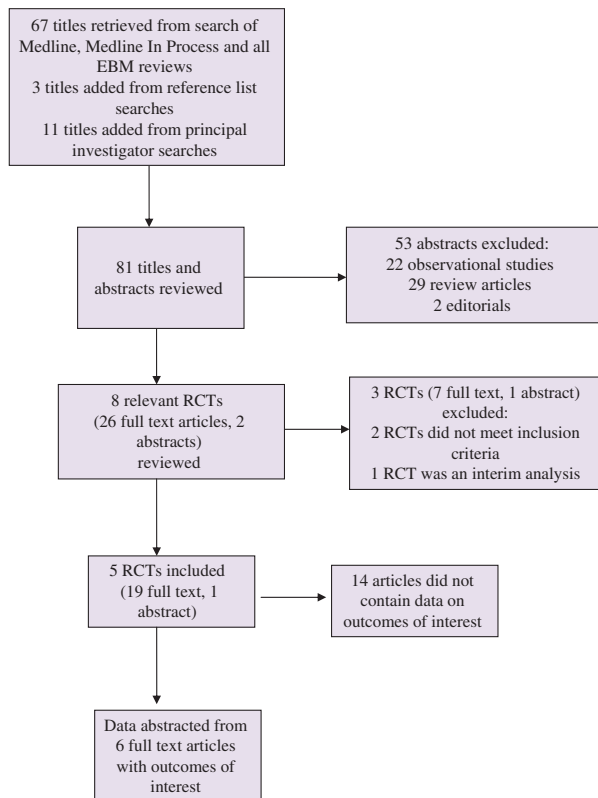 67 titles retrieved from search of
Medline, Medline In Process and all
EBM reviews
3 titles added from reference list
searches
11 titles added from principal
investigator searches
81 titles and
abstracts reviewed
53 abstracts excluded:
22 observational studies
29 review articles
2 editorials
8 relevant RCTs
(26 full text articles, 2
abstracts)
reviewed
3 RCTs (7 full text, 1 abstract)
excluded:
2 RCTs did not meet inclusion
criteria
1 RCT was an interim analysis
5 RCTs included
(19 full text, 1
abstract)
14 articles did not
contain data on
outcomes of interest
Data abstracted from
6 full text articles
with outcomes of
interest